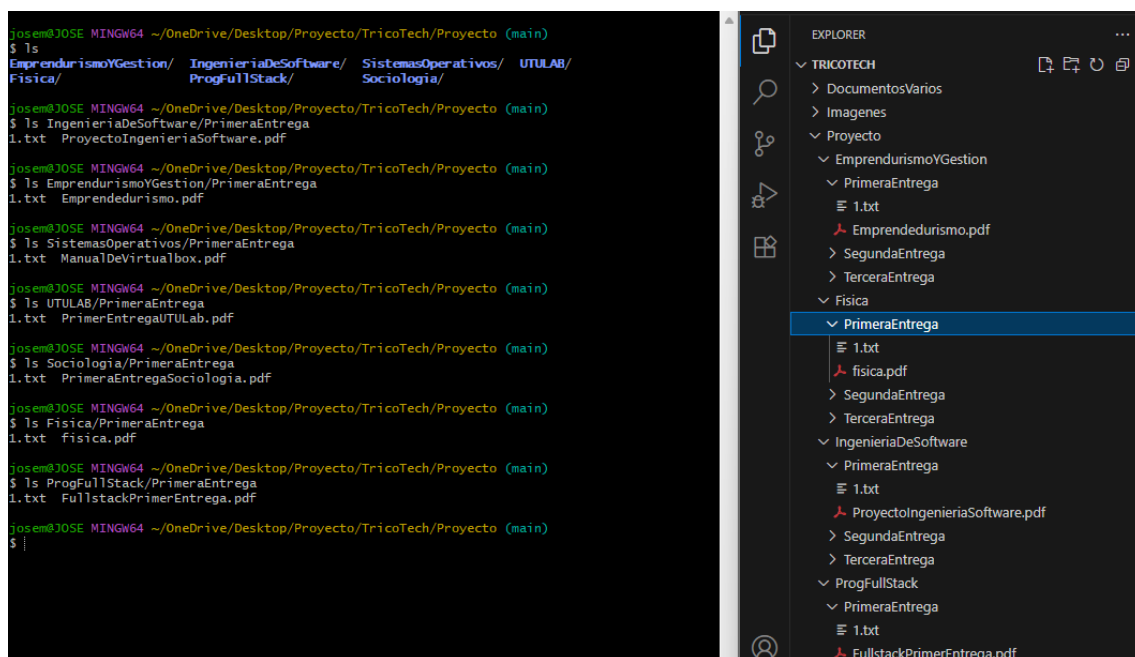 josem@JOSE MINGW64 ~/OneDrive/Desktop/Proyecto/TricoTech/Proyecto (main)
$ ls
EmprendurismoYGestion/ IngenieriaDeSoftware/ SistemasOperativos/ UTULAB/
Fisica/ ProgFullStack/ Sociologia/
josem@JOSE MINGW64 ~/OneDrive/Desktop/Proyecto/TricoTech/Proyecto (main)
$ ls IngenieriaDeSoftware/PrimeraEntrega
1.txt ProyectoIngenieriaSoftware.pdf
josem@JOSE MINGW64 ~/OneDrive/Desktop/Proyecto/TricoTech/Proyecto (main)
$ ls EmprendurismoYGestion/PrimeraEntrega
1.txt Emprendedurismo.pdf
josem@JOSE MINGW64 ~/OneDrive/Desktop/Proyecto/TricoTech/Proyecto (main)
$ ls SistemasOperativos/PrimeraEntrega
1.txt ManualDeVirtualbox.pdf
josem@JOSE MINGW64 ~/OneDrive/Desktop/Proyecto/TricoTech/Proyecto (main)
$ ls UTULAB/PrimeraEntrega
1.txt PrimerEntregaUTULab.pdf
josem@JOSE MINGW64 ~/OneDrive/Desktop/Proyecto/TricoTech/Proyecto (main)
$ ls Sociologia/PrimeraEntrega
1.txt PrimeraEntregaSociologia.pdf
josem@JOSE MINGW64 ~/OneDrive/Desktop/Proyecto/TricoTech/Proyecto (main)
$ ls Fisica/PrimeraEntrega
1.txt fisica.pdf
josem@JOSE MINGW64 ~/OneDrive/Desktop/Proyecto/TricoTech/Proyecto (main)
$ ls ProgFullStack/PrimeraEntrega
1.txt FullstackPrimerEntrega.pdf
josem@JOSE MINGW64 ~/OneDrive/Desktop/Proyecto/TricoTech/Proyecto (main)
$
EXPLORER
TRICOTECH
DocumentosVarios
Imagenes
Proyecto
EmprendurismoYGestion
PrimeraEntrega
1.txt
Emprendedurismo.pdf
SegundaEntrega
TerceraEntrega
Fisica
PrimeraEntrega
1.txt
fisica.pdf
SegundaEntrega
TerceraEntrega
IngenieriaDeSoftware
PrimeraEntrega
1.txt
ProyectoIngenieriaSoftware.pdf
SegundaEntrega
TerceraEntrega
ProgFullStack
PrimeraEntrega
1.txt
FullstackPrimerEntrega.pdf